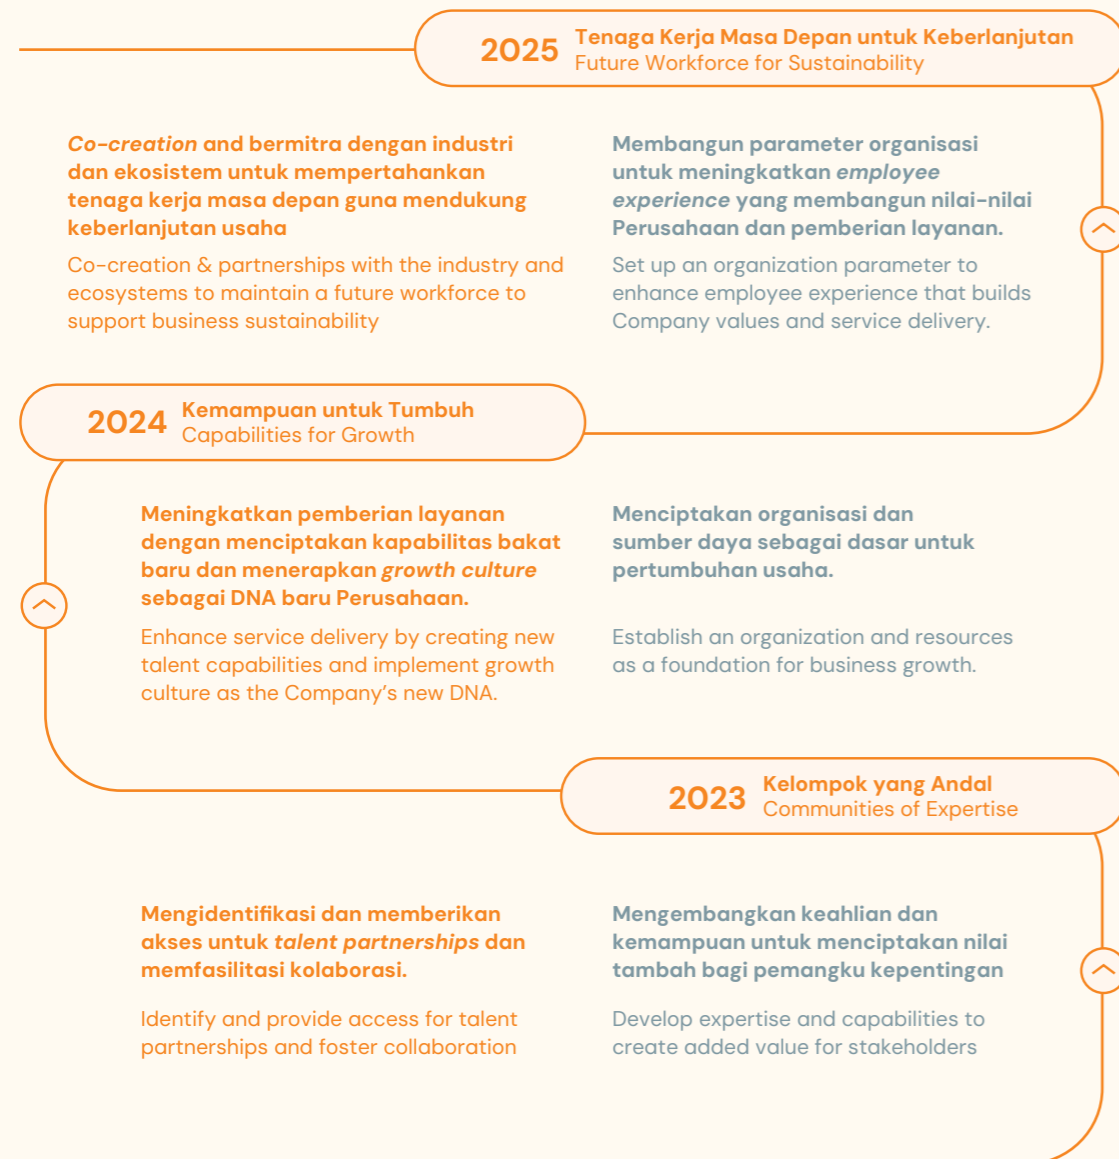 2025
Tenaga Kerja Masa Depan untuk Keberlanjutan
Future Workforce for Sustainability
Co-creation and bermitra dengan industri
dan ekosistem untuk mempertahankan
tenaga kerja masa depan guna mendukung
keberlanjutan usaha
Co-creation & partnerships with the industry and
ecosystems to maintain a future workforce to
support business sustainability
Membangun parameter organisasi
untuk meningkatkan employee
experience yang membangun nilai-nilai
Perusahaan dan pemberian layanan.
Set up an organization parameter to
enhance employee experience that builds
Company values and service delivery.
2024
Kemampuan untuk Tumbuh
Capabilities for Growth
Meningkatkan pemberian layanan
dengan menciptakan kapabilitas bakat
baru dan menerapkan growth culture
sebagai DNA baru Perusahaan.
Enhance service delivery by creating new
talent capabilities and implement growth
culture as the Company's new DNA.
Menciptakan organisasi dan
sumber daya sebagai dasar untuk
pertumbuhan usaha.
Establish an organization and resources
as a foundation for business growth.
2023
Kelompok yang Andal
Communities of Expertise
Mengidentifikasi dan memberikan
akses untuk talent partnerships dan
memfasilitasi kolaborasi.
Identify and provide access for talent
partnerships and foster collaboration
Mengembangkan keahlian dan
kemampuan untuk menciptakan nilai
tambah bagi pemangku kepentingan
Develop expertise and capabilities to
create added value for stakeholders